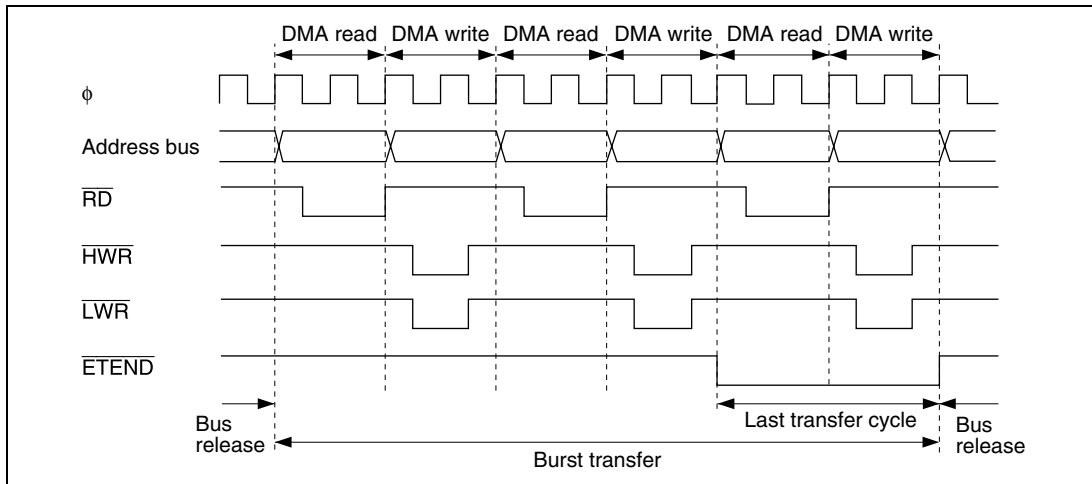 DMA read DMA write DMA read DMA write DMA read DMA write
φ
Address bus
RD
HWR
LWR
ETEND
Bus release
Last transfer cycle
Bus release
Burst transfer